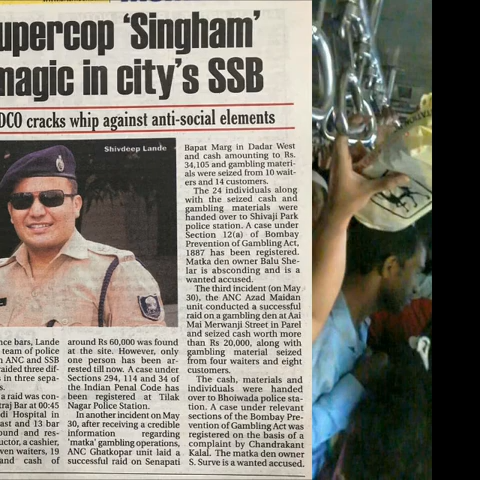 upercop ‘Singham’
magic in city's SSB
DCO cracks whip against anti-social elements
Shivdeep Lande
nce bars, Lande
team of police
n ANC and SSB
raided three dif-
s in three sepa-
s.
raid was con-
traj Bar at 00:45
di Hospital in
ast and 13 bar
ound and res-
uctor, a cashier,
ven waiters, 19
and cash of
around Rs 60,000 was found
at the site. However, only
one person has been ar-
rested till now. A case under
Sections 294, 114 and 34 of
the Indian Penal Code has
been registered at Tilak
Nagar Police Station.
In another incident on May
30, after receiving a credible
information regarding
'matka' gambling operations,
ANC Ghatkopar unit laid a
successful raid on Senapati
Bapat Marg in Dadar West
and cash amounting to Rs.
34,105 and gambling materi-
als were seized from 10 wait-
ers and 14 customers.
The 24 individuals along
with the seized cash and
gambling materials were
handed over to Shivaji Park
police station. A case under
Section 12(a) of Bombay
Prevention of Gambling Act,
1887 has been registered.
Matka den owner Balu She-
lar is absconding and is a
wanted accused.
The third incident (on May
30), the ANC Azad Maidan
unit conducted a successful
raid on a gambling den at Aai
Mai Merwanji Street in Parel
and seized cash worth more
than Rs 20,000, along with
gambling material seized
from four waiters and eight
customers.
The cash, materials and
individuals were handed
over to Bhoiwada police sta-
tion. A case under relevant
sections of the Bombay Pre-
vention of Gambling Act was
registered on the basis of a
complaint by Chandrakant
Kalal. The matka den owner
S. Surve is a wanted accused.